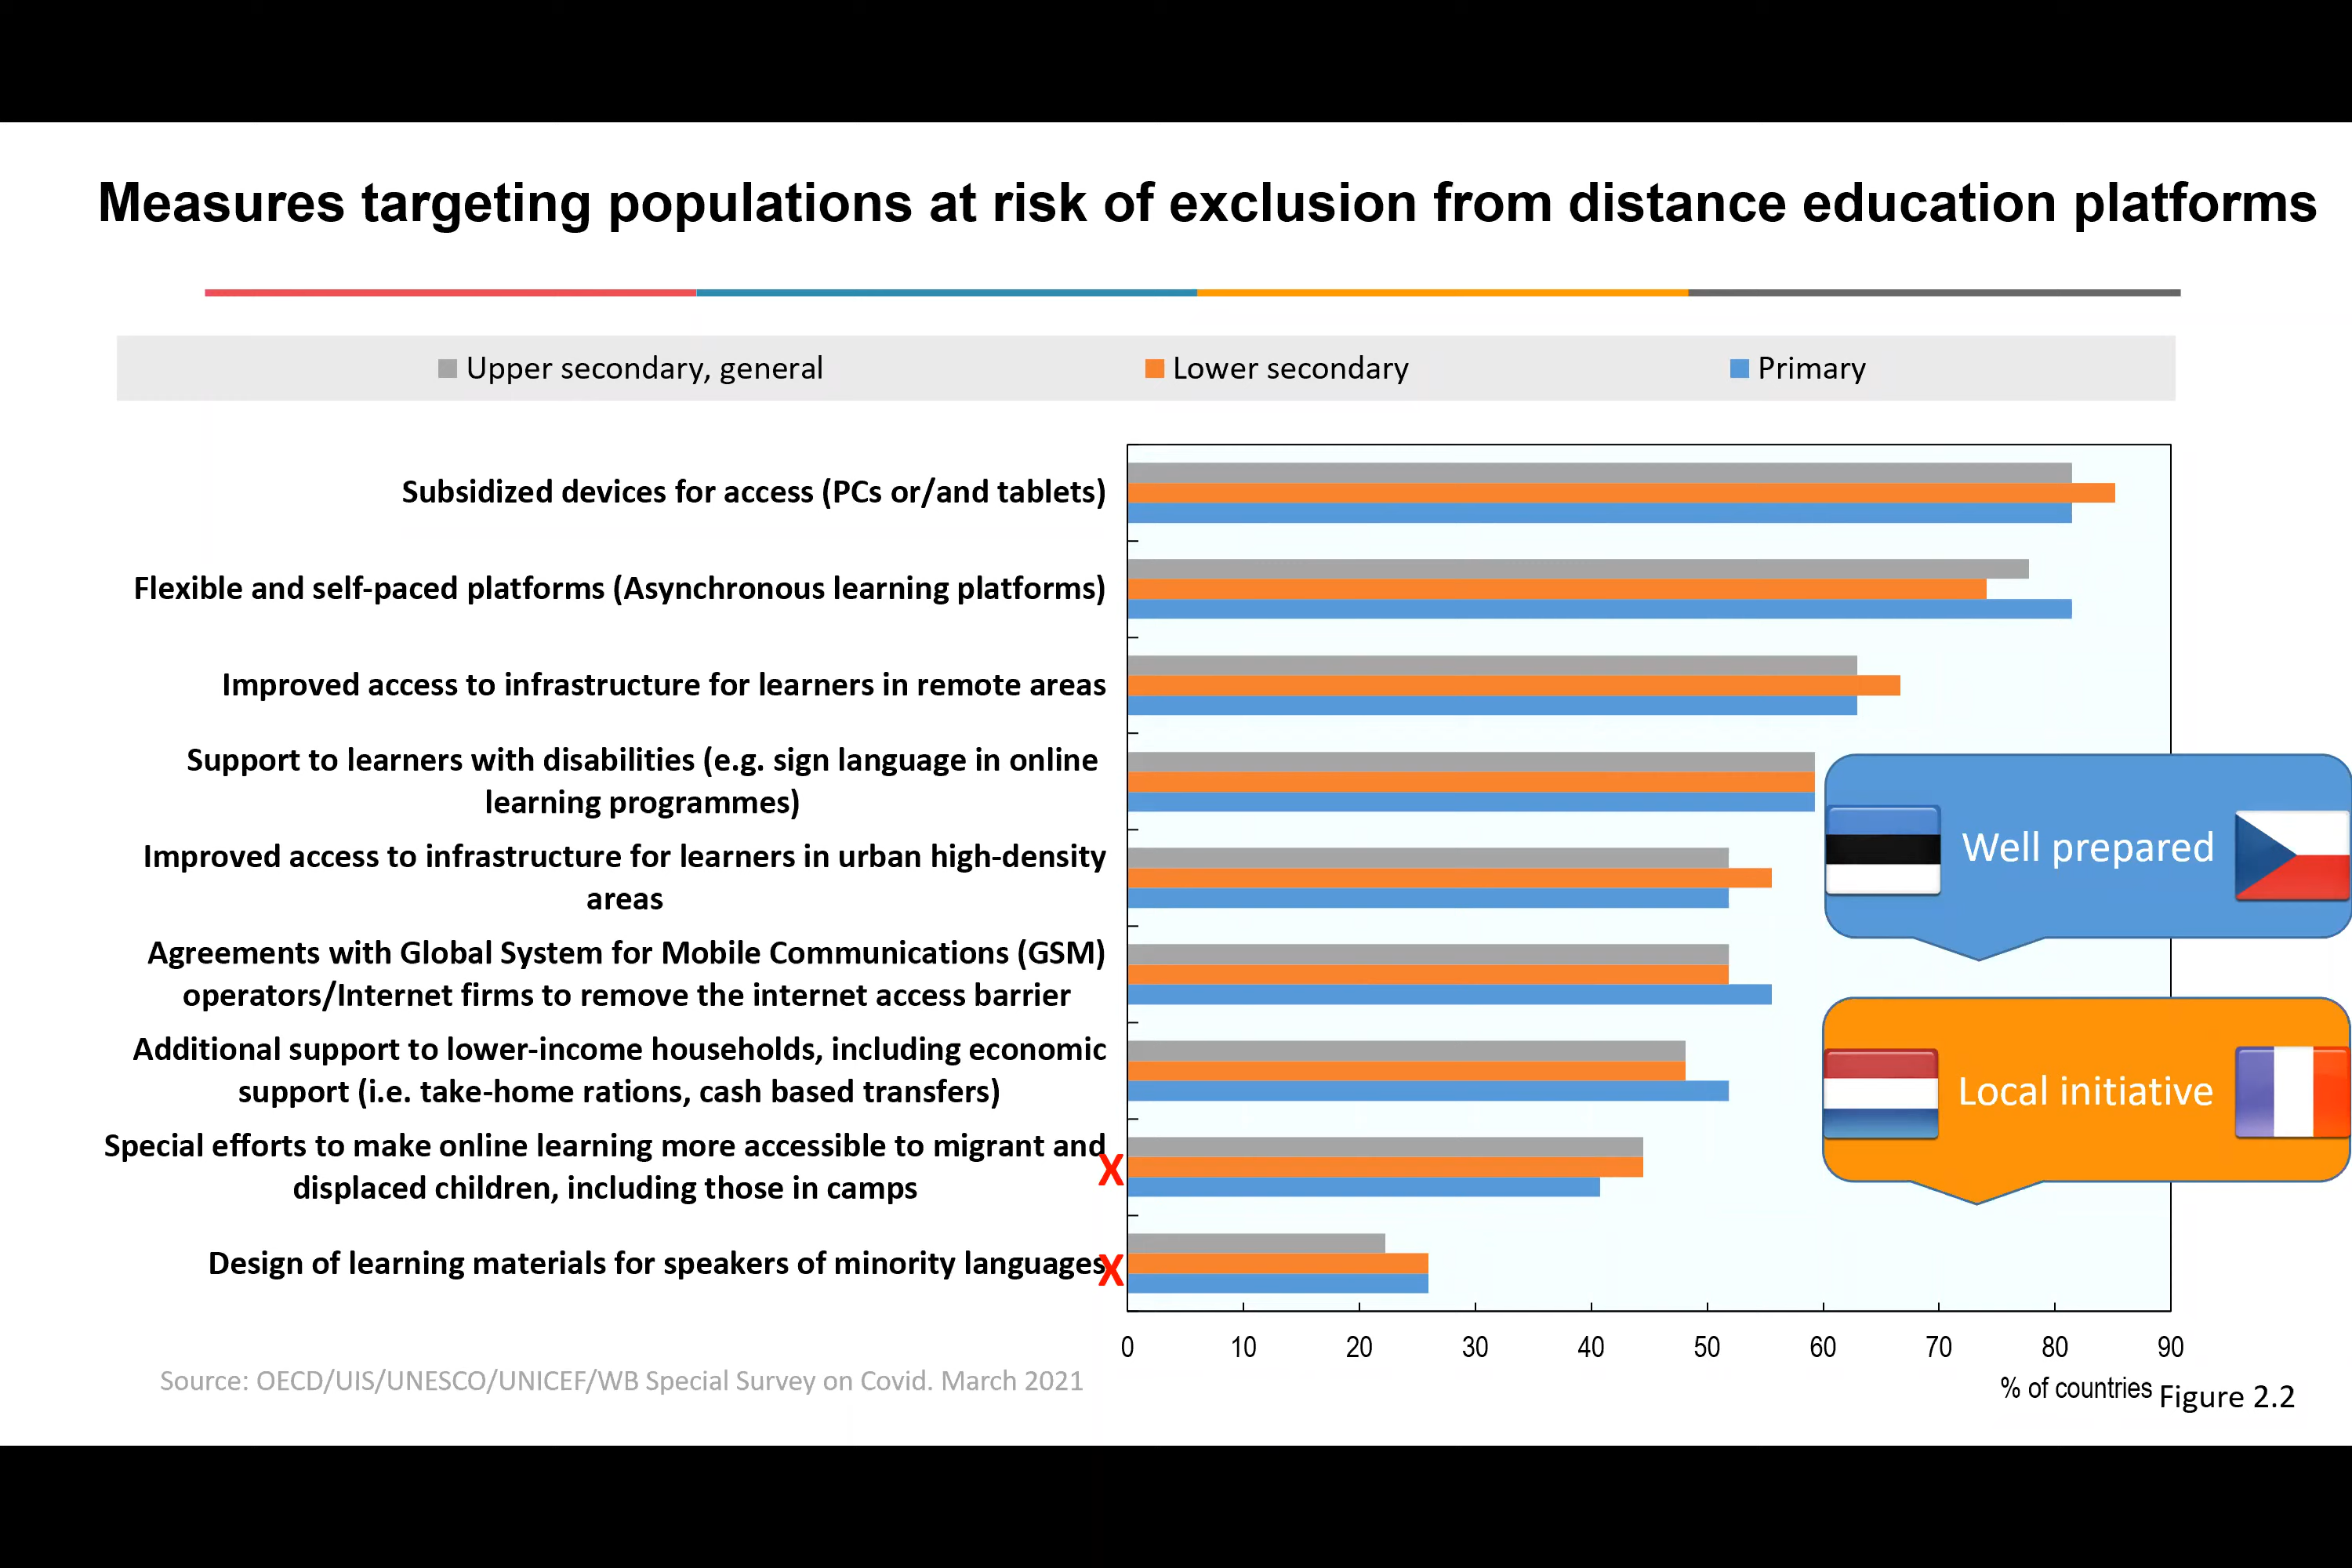 Measures targeting populations at risk of exclusion from distance education platforms
Upper secondary, general
Lower secondary
Primary
Subsidized devices for access (PCs or/and tablets)
Flexible and self-paced platforms (Asynchronous learning platforms)
Improved access to infrastructure for learners in remote areas
Support to learners with disabilities (e.g. sign language in online
learning programmes)
Improved access to infrastructure for learners in urban high-density
areas
Agreements with Global System for Mobile Communications (GSM)
operators/Internet firms to remove the internet access barrier
Additional support to lower-income households, including economic
support (i.e. take-home rations, cash based transfers)
Special efforts to make online learning more accessible to migrant and
displaced children, including those in camps
X
Design of learning materials for speakers of minority languages
X
Well prepared
Local initiative
0 10 20 30 40 50 60 70 80 90
% of countries
Source: OECD/UIS/UNESCO/UNICEF/WB Special Survey on Covid. March 2021
Figure 2.2